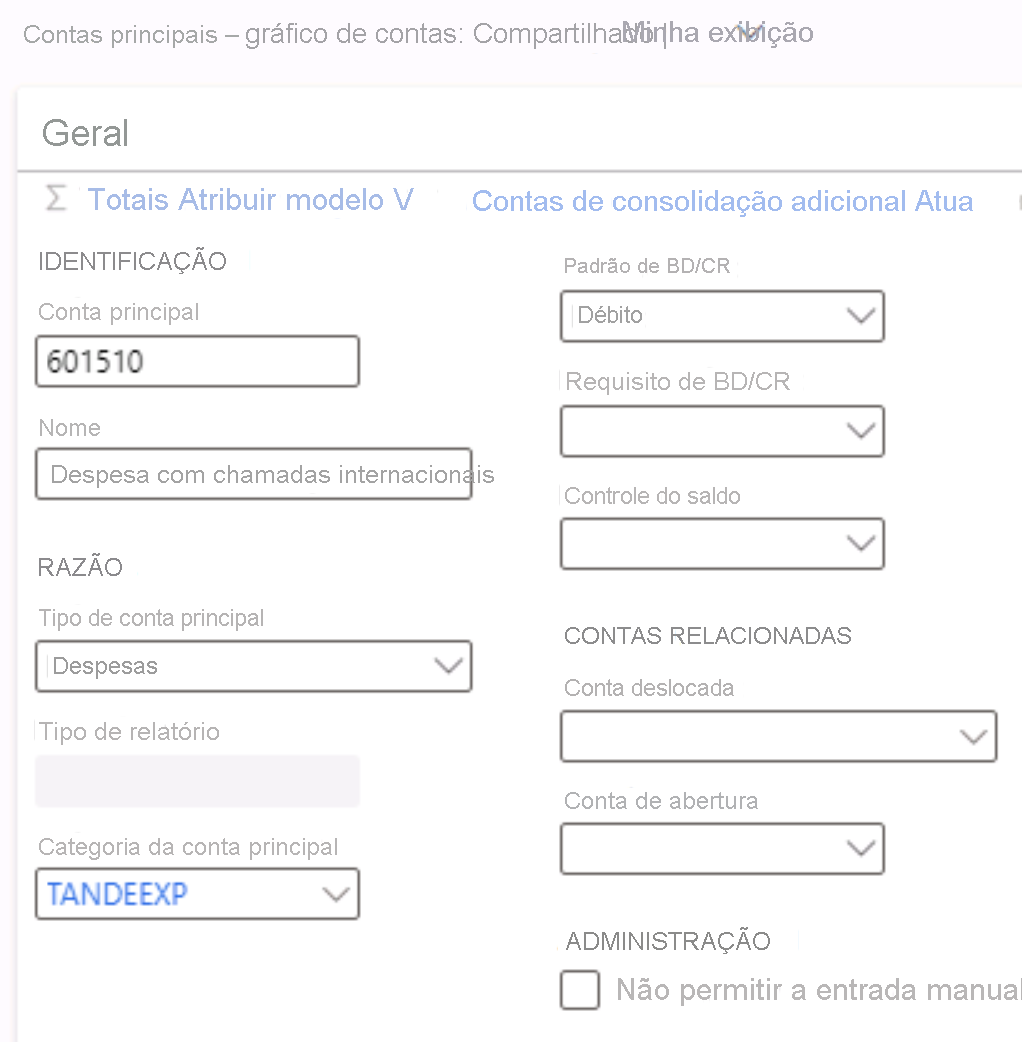 Contas principais – gráfico de contas: Compartilhado | Minha exibição
Geral
Σ Totais Atribuir modelo V Contas de consolidação adicional Atua
IDENTIFICAÇÃO
Conta principal
601510
Nome
Despesa com chamadas internacionais
RAZÃO
Tipo de conta principal
Despesas
Tipo de relatório
Categoria da conta principal
TANDEEXP
Padrão de BD/CR
Débito
Requisito de BD/CR
Controle do saldo
CONTAS RELACIONADAS
Conta deslocada
Conta de abertura
ADMINISTRAÇÃO
Não permitir a entrada manual